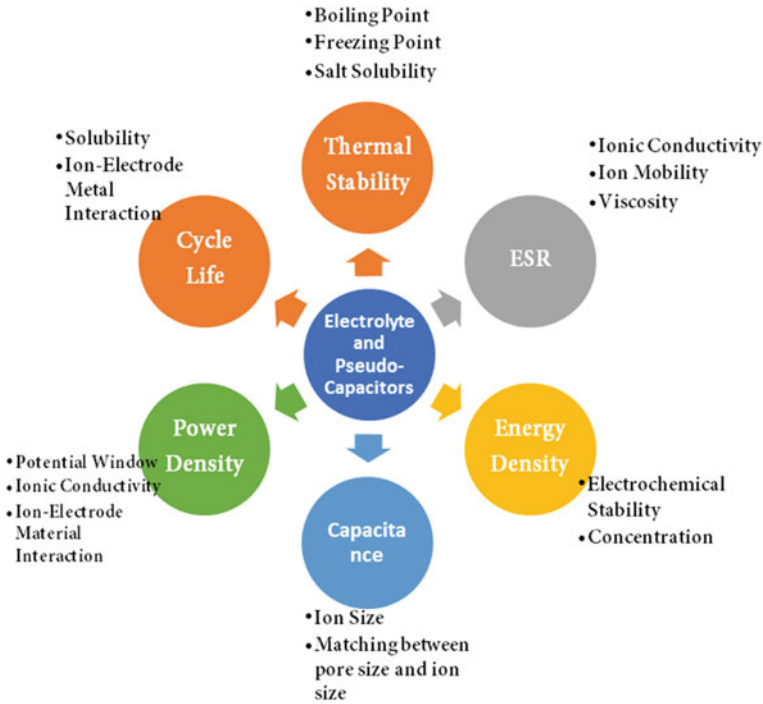 •Boiling Point
•Freezing Point
•Salt Solubility
Thermal
Stability
•Ionic Conductivity
•Ion Mobility
•Viscosity
ESR
Energy
Density
•Electrochemical
Stability
•Concentration
Capacita
nce
•Ion Size
•Matching between
pore size and ion
size
Power
Density
•Potential Window
•Ionic Conductivity
•Ion-Electrode
Material
Interaction
Cycle
Life
•Solubility
•Ion-Electrode
Metal
Interaction
Electrolyte
and
Pseudo-
Capacitors